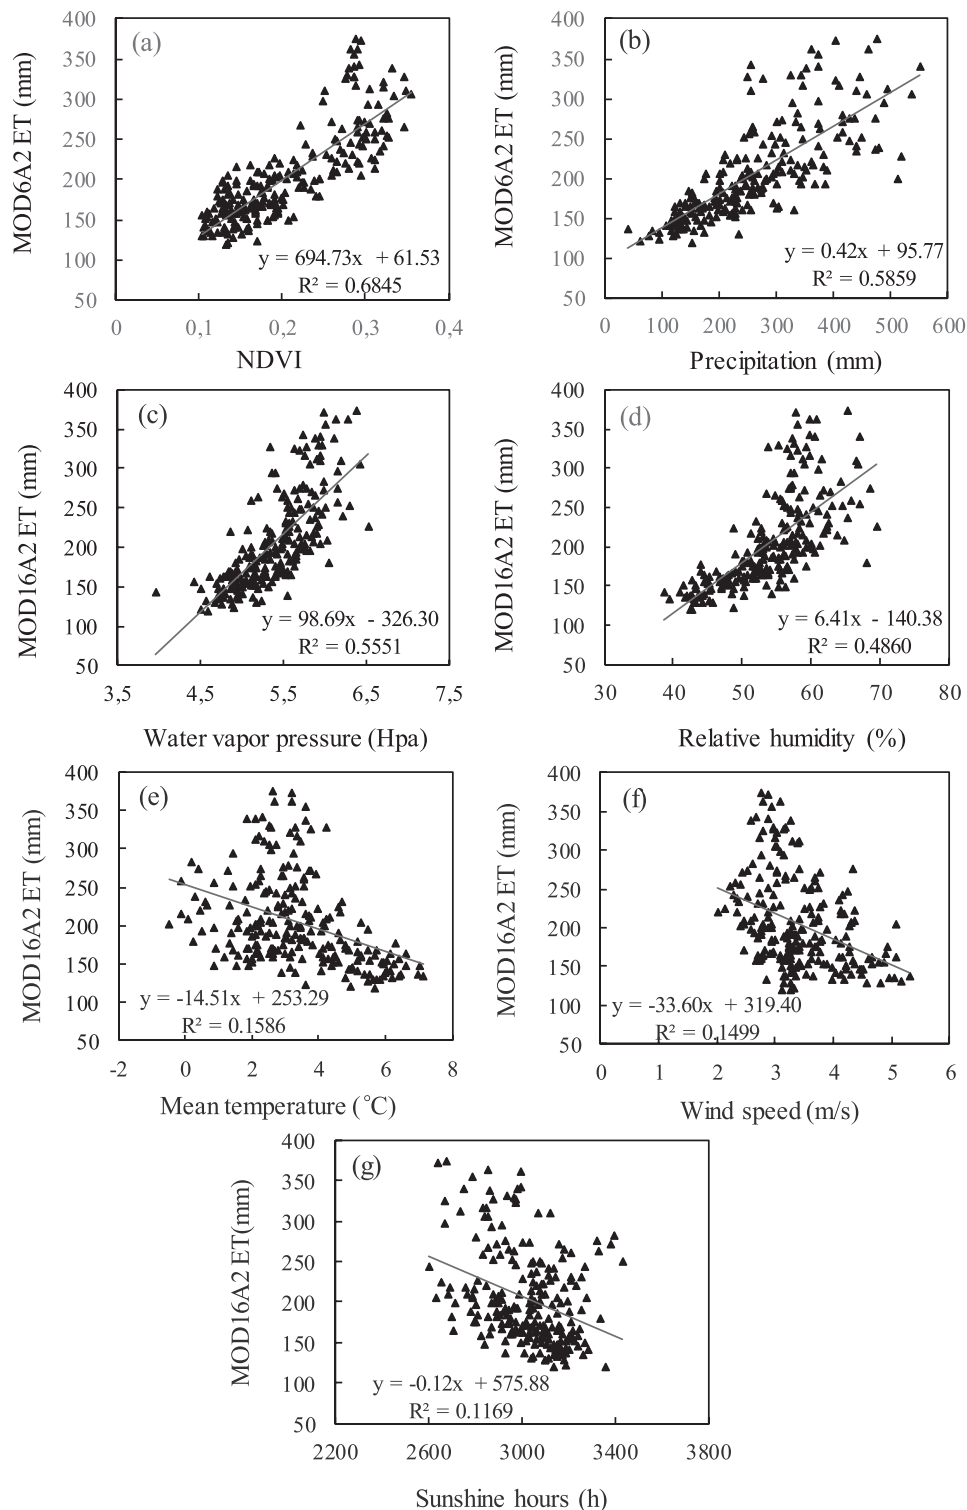 (a)
MOD6A2 ET (mm)
400
350
300
250
200
150
100
50
y = 694.73x + 61.53
R² = 0.6845
0 0,1 0,2 0,3 0,4
NDVI
(b)
MOD6A2 ET (mm)
400
350
300
250
200
150
100
50
y = 0.42x + 95.77
R² = 0.5859
0 100 200 300 400 500 600
Precipitation (mm)
(c)
MOD16A2 ET (mm)
400
350
300
250
200
150
100
50
y = 98.69x - 326.30
R² = 0.5551
3,5 4,5 5,5 6,5 7,5
Water vapor pressure (Hpa)
(d)
MOD16A2 ET (mm)
400
350
300
250
200
150
100
50
y = 6.41x - 140.38
R² = 0.4860
30 40 50 60 70 80
Relative humidity (%)
(e)
MOD16A2 ET (mm)
400
350
300
250
200
150
100
50
y = -14.51x + 253.29
R² = 0.1586
-2 0 2 4 6 8
Mean temperature (°C)
(f)
MOD16A2 ET (mm)
400
350
300
250
200
150
100
50
y = -33.60x + 319.40
R² = 0.1499
0 1 2 3 4 5 6
Wind speed (m/s)
(g)
MOD16A2 ET(mm)
400
350
300
250
200
150
100
50
y = -0.12x + 575.88
R² = 0.1169
2200 2600 3000 3400 3800
Sunshine hours (h)